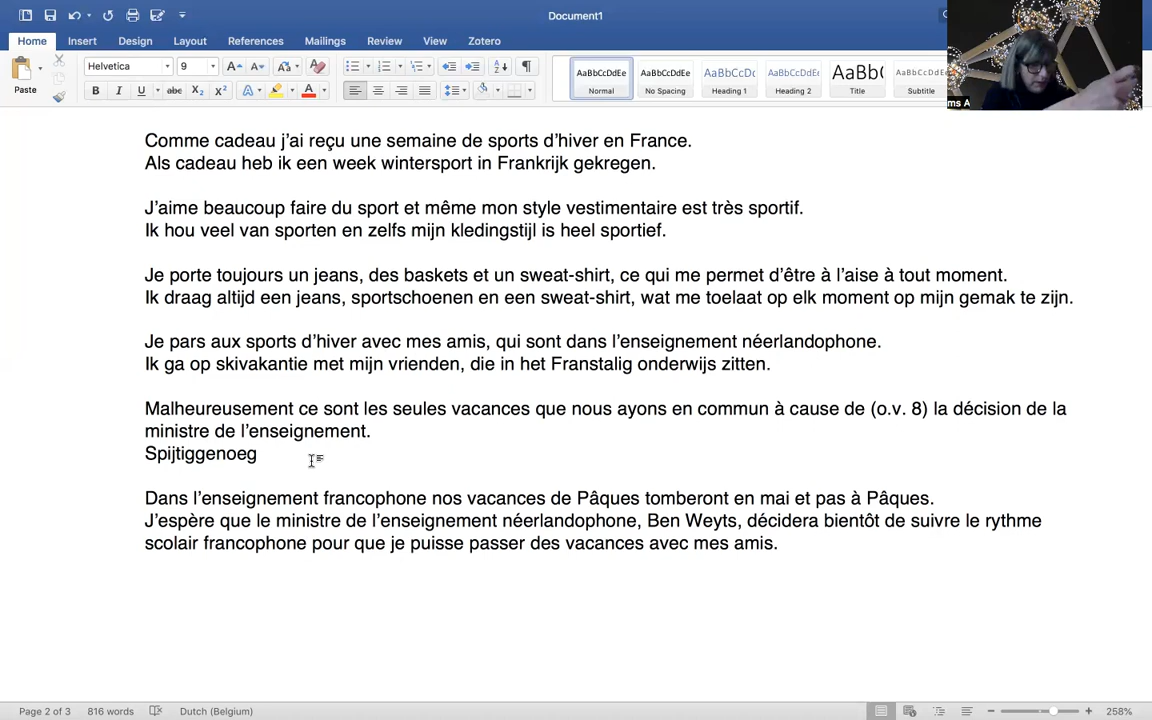 Document1
Home Insert Design Layout References Mailings Review View Zotero
Paste Helvetica 9
AaBbCcDdEe AaBbCcDdEe AaBbCcDc AaBbCcDdEe AaBbC AaBbCcDdEe
B I U abc X₂ X² A A Normal No Spacing Heading 1 Heading 2 Title Subtitle
ms A
Comme cadeau j’ai reçu une semaine de sports d’hiver en France.
Als cadeau heb ik een week wintersport in Frankrijk gekregen.
J’aime beaucoup faire du sport et même mon style vestimentaire est très sportif.
Ik hou veel van sporten en zelfs mijn kledingstijl is heel sportief.
Je porte toujours un jeans, des baskets et un sweat-shirt, ce qui me permet d’être à l’aise à tout moment.
Ik draag altijd een jeans, sportschoenen en een sweat-shirt, wat me toelaat op elk moment op mijn gemak te zijn.
Je pars aux sports d’hiver avec mes amis, qui sont dans l’enseignement néerlandophone.
Ik ga op skivakantie met mijn vrienden, die in het Franstalig onderwijs zitten.
Malheureusement ce sont les seules vacances que nous ayons en commun à cause de (o.v. 8) la décision de la
ministre de l’enseignement.
Spijtiggenoeg
Dans l’enseignement francophone nos vacances de Pâques tomberont en mai et pas à Pâques.
J’espère que le ministre de l’enseignement néerlandophone, Ben Weyts, décidera bientôt de suivre le rythme
scolair francophone pour que je puisse passer des vacances avec mes amis.
Page 2 of 3 816 words Dutch (Belgium) 258%